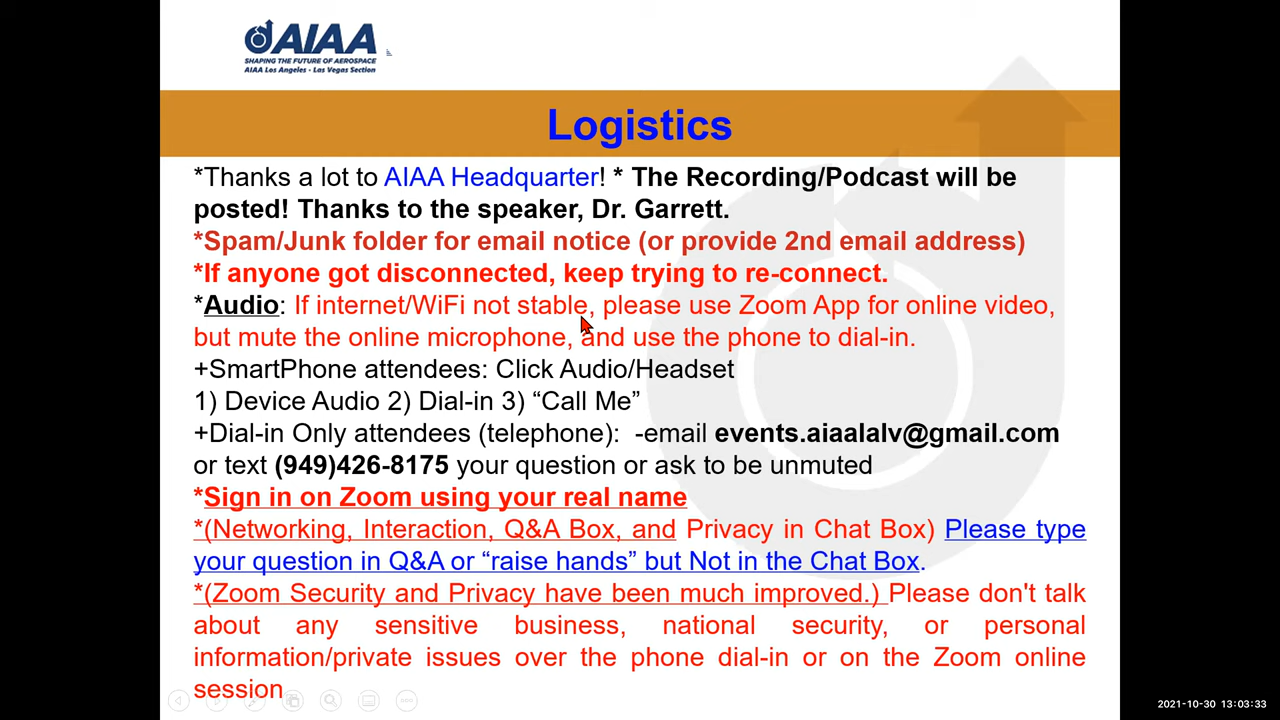 AIAA
SHAPING THE FUTURE OF AEROSPACE
AIAA Los Angeles - Las Vegas Section
Logistics
*Thanks a lot to AIAA Headquarter! * The Recording/Podcast will be
posted! Thanks to the speaker, Dr. Garrett.
*Spam/Junk folder for email notice (or provide 2nd email address)
*If anyone got disconnected, keep trying to re-connect.
*Audio: If internet/WiFi not stable, please use Zoom App for online video,
but mute the online microphone, and use the phone to dial-in.
+SmartPhone attendees: Click Audio/Headset
1) Device Audio 2) Dial-in 3) “Call Me”
+Dial-in Only attendees (telephone): -email events.aiaalalv@gmail.com
or text (949)426-8175 your question or ask to be unmuted
*Sign in on Zoom using your real name
*(Networking, Interaction, Q&A Box, and Privacy in Chat Box) Please type
your question in Q&A or “raise hands” but Not in the Chat Box.
*(Zoom Security and Privacy have been much improved.) Please don't talk
about any sensitive business, national security, or personal
information/private issues over the phone dial-in or on the Zoom online
session
2021-10-30 13:03:33